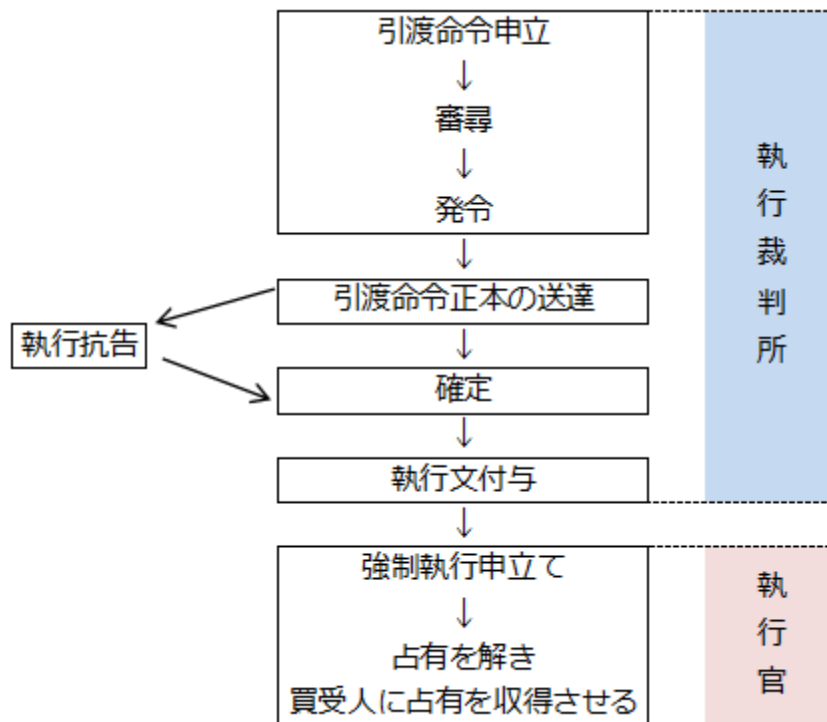 引渡命令申立
↓
審尋
↓
発令
↓
引渡命令正本の送達
執行抗告
↓
確定
↓
執行文付与
↓
強制執行申立て
↓
占有を解き
買受人に占有を取得させる
執行裁判所
執行官